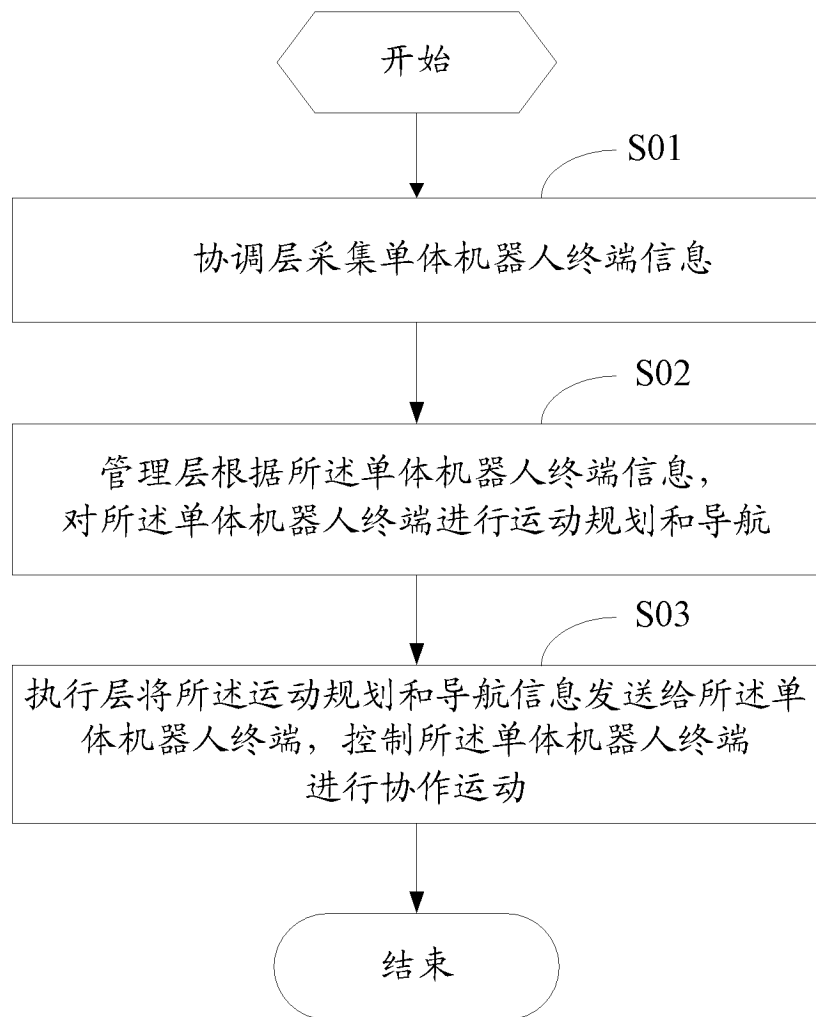 开始
S01
协调层采集单体机器人终端信息
S02
管理层根据所述单体机器人终端信息，
对所述单体机器人终端进行运动规划和导航
S03
执行层将所述运动规划和导航信息发送给所述单
体机器人终端，控制所述单体机器人终端
进行协作运动
结束